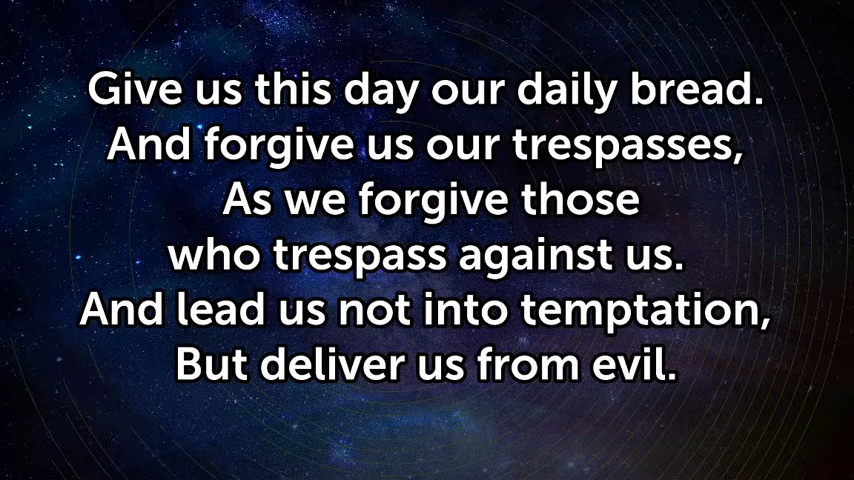 Give us this day our daily bread.
And forgive us our trespasses,
As we forgive those
who trespass against us.
And lead us not into temptation,
But deliver us from evil.